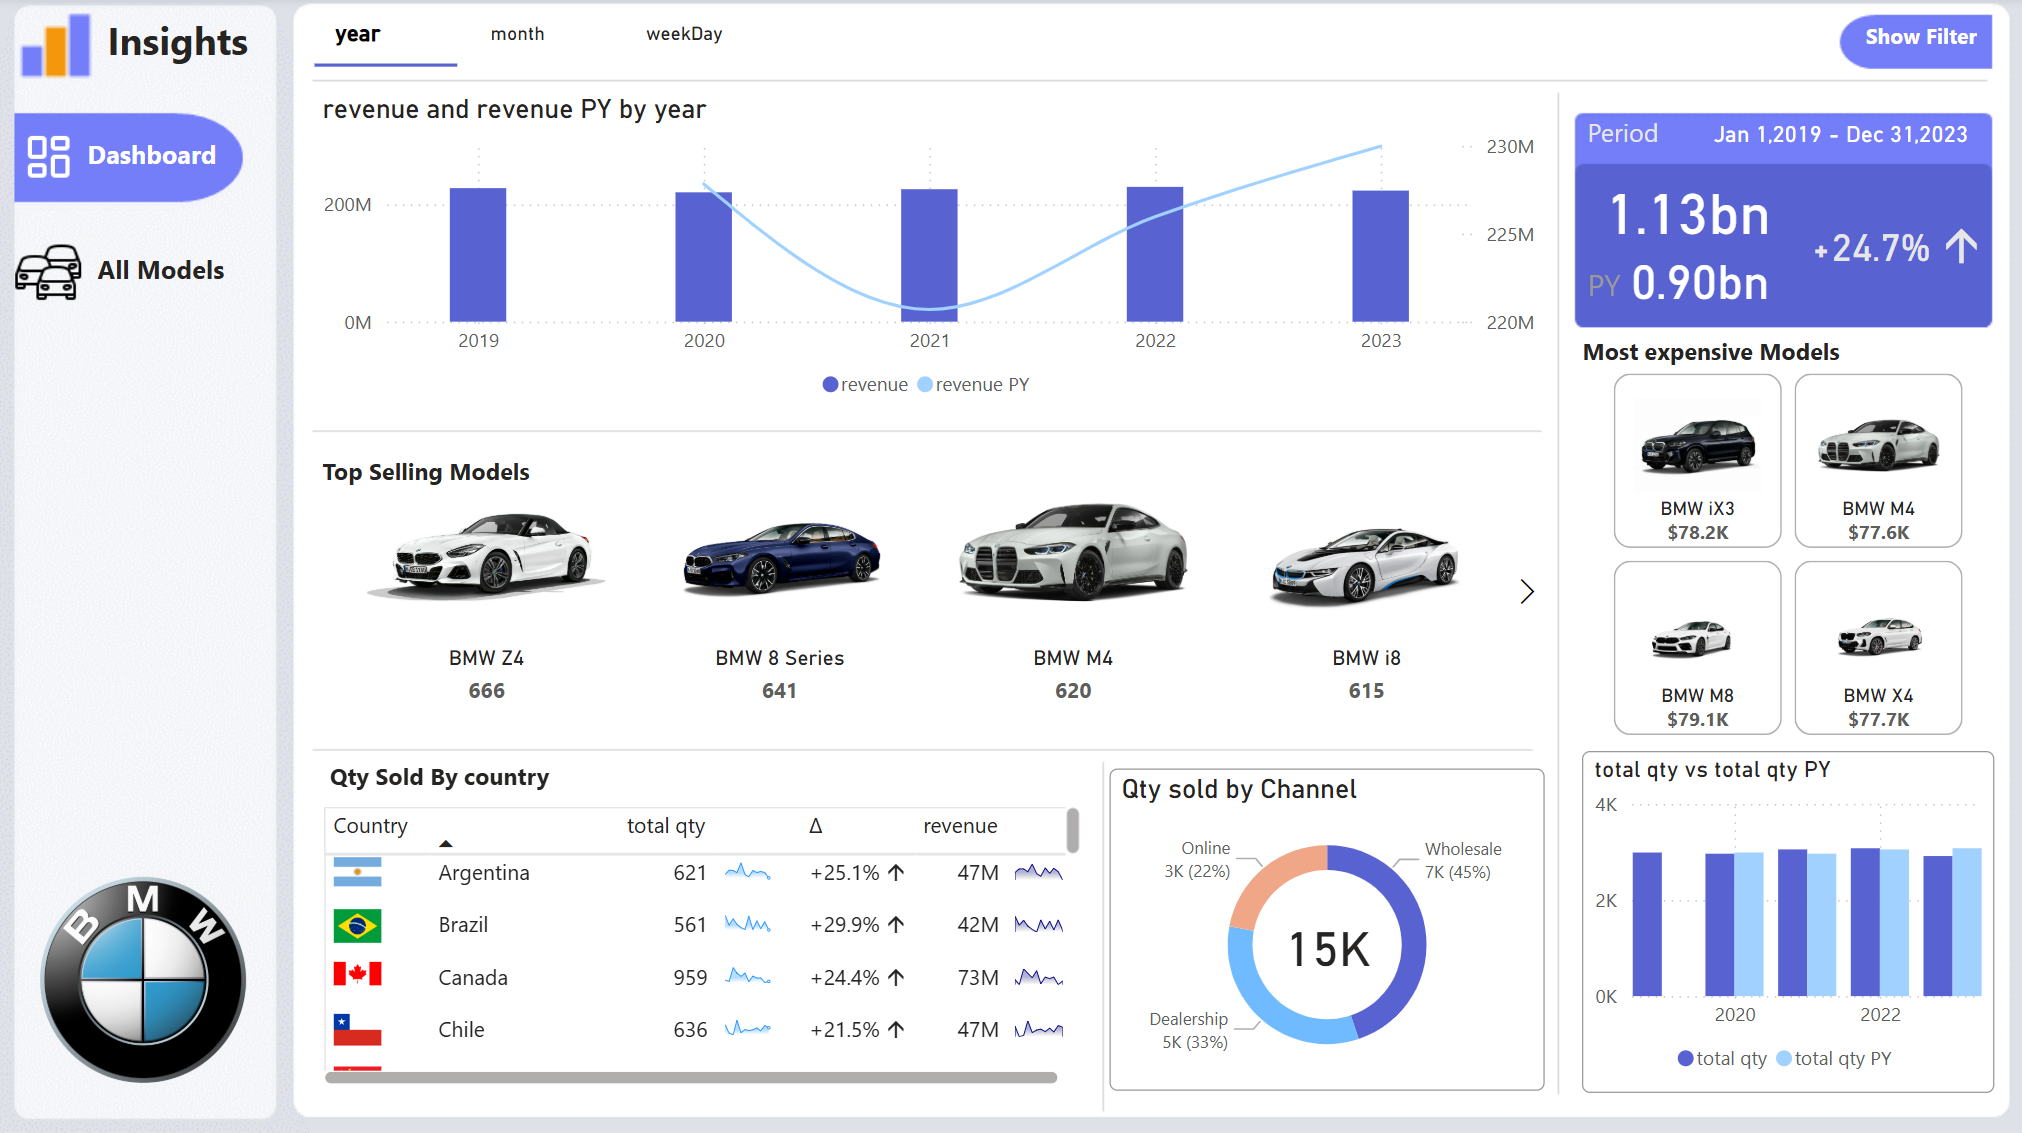 Insights
Dashboard
All Models
B M W
year month weekDay
Show Filter
revenue and revenue PY by year
230M
200M
225M
0M
220M
2019 2020 2021 2022 2023
revenue revenue PY
Period Jan 1,2019 - Dec 31,2023
1.13bn
+24.7%
PY 0.90bn
Most expensive Models
BMW iX3
$78.2K
BMW M4
$77.6K
BMW M8
$79.1K
BMW X4
$77.7K
Top Selling Models
BMW Z4
666
BMW 8 Series
641
BMW M4
620
BMW i8
615
Qty Sold By country
Country total qty Δ revenue
Argentina 621 +25.1% 47M
Brazil 561 +29.9% 42M
Canada 959 +24.4% 73M
Chile 636 +21.5% 47M
Qty sold by Channel
Online
3K (22%)
Wholesale
7K (45%)
15K
Dealership
5K (33%)
total qty vs total qty PY
4K
2K
0K
2020 2022
total qty total qty PY